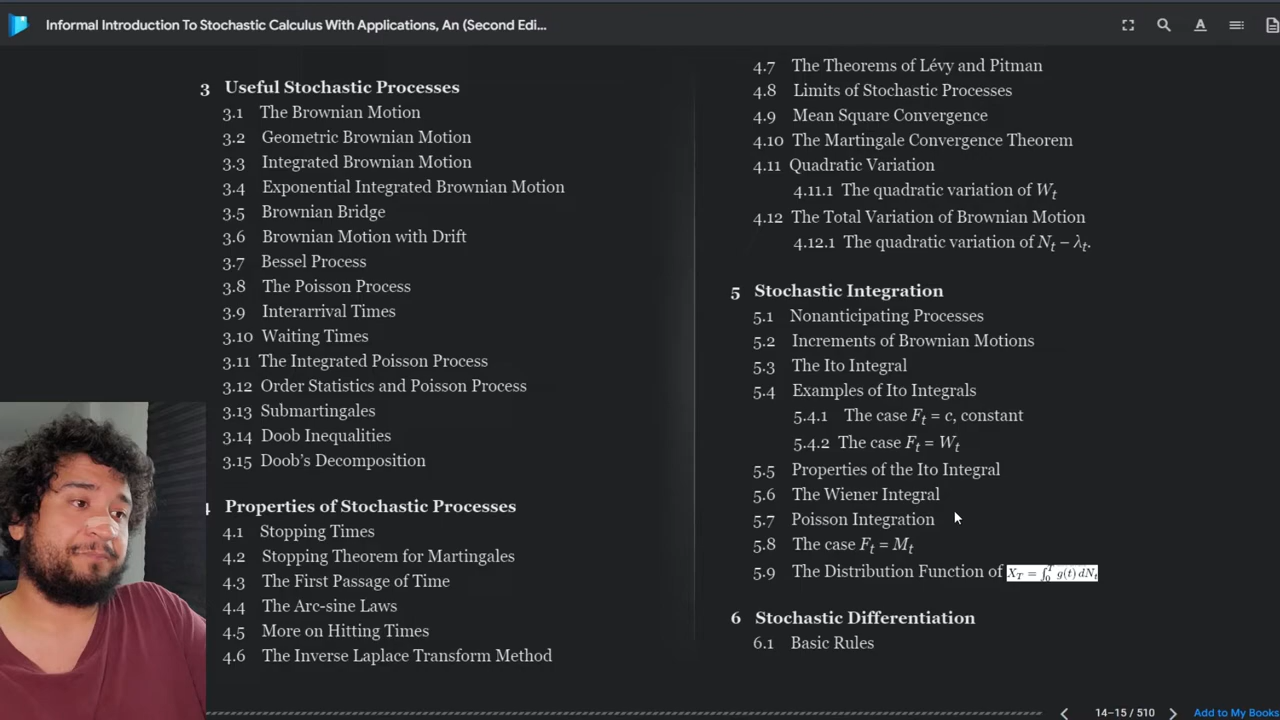 Informal Introduction To Stochastic Calculus With Applications, An (Second Edi...
3 Useful Stochastic Processes
3.1 The Brownian Motion
3.2 Geometric Brownian Motion
3.3 Integrated Brownian Motion
3.4 Exponential Integrated Brownian Motion
3.5 Brownian Bridge
3.6 Brownian Motion with Drift
3.7 Bessel Process
3.8 The Poisson Process
3.9 Interarrival Times
3.10 Waiting Times
3.11 The Integrated Poisson Process
3.12 Order Statistics and Poisson Process
3.13 Submartingales
3.14 Doob Inequalities
3.15 Doob's Decomposition
Properties of Stochastic Processes
4.1 Stopping Times
4.2 Stopping Theorem for Martingales
4.3 The First Passage of Time
4.4 The Arc-sine Laws
4.5 More on Hitting Times
4.6 The Inverse Laplace Transform Method
4.7 The Theorems of Lévy and Pitman
4.8 Limits of Stochastic Processes
4.9 Mean Square Convergence
4.10 The Martingale Convergence Theorem
4.11 Quadratic Variation
4.11.1 The quadratic variation of Wₜ
4.12 The Total Variation of Brownian Motion
4.12.1 The quadratic variation of Nₜ − λₜ.
5 Stochastic Integration
5.1 Nonanticipating Processes
5.2 Increments of Brownian Motions
5.3 The Ito Integral
5.4 Examples of Ito Integrals
5.4.1 The case Fₜ = c, constant
5.4.2 The case Fₜ = Wₜ
5.5 Properties of the Ito Integral
5.6 The Wiener Integral
5.7 Poisson Integration
5.8 The case Fₜ = Mₜ
5.9 The Distribution Function of X_T = ∫₀ᵀ g(t) dNₜ
6 Stochastic Differentiation
6.1 Basic Rules
14–15 / 510
Add to My Books